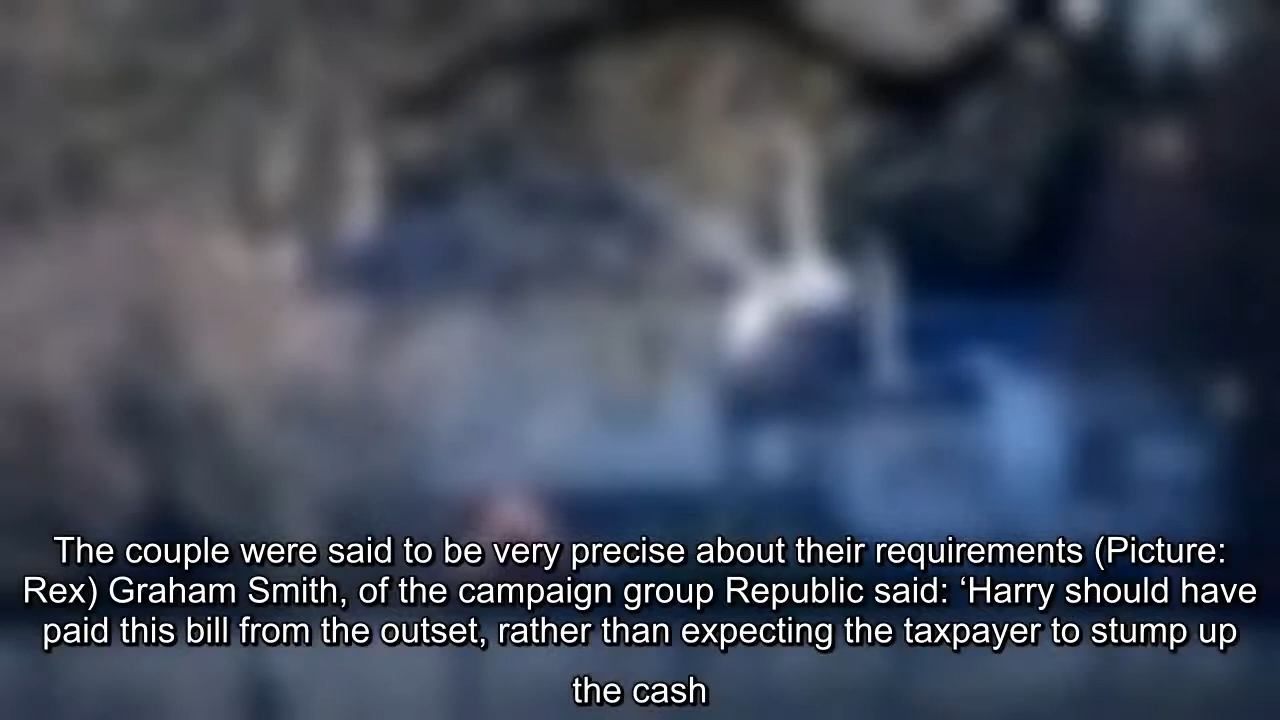 The couple were said to be very precise about their requirements (Picture:
Rex) Graham Smith, of the campaign group Republic said: ‘Harry should have
paid this bill from the outset, rather than expecting the taxpayer to stump up
the cash